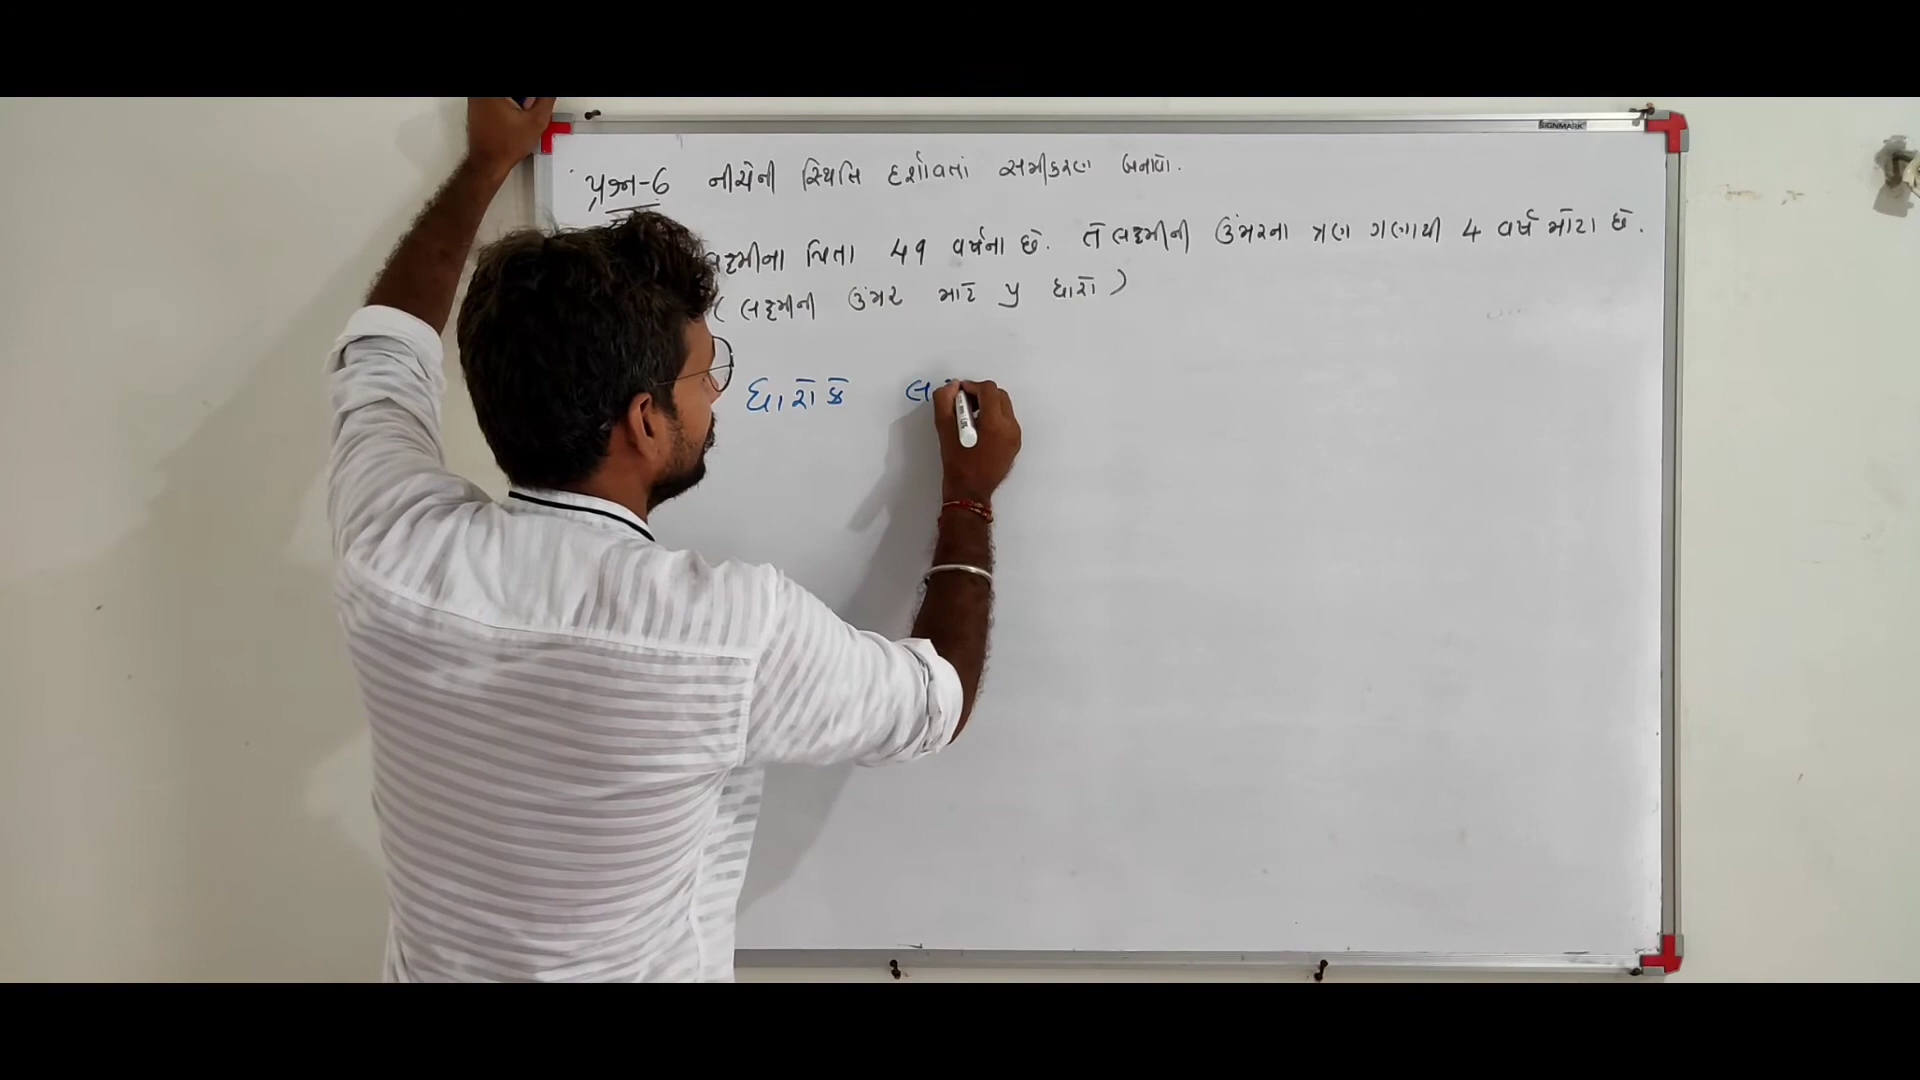 SIGNMARK
પ્રશ્ન-6 નીચેની સ્થિતિ દર્શાવતાં સમીકરણ બનાવો.
લક્ષ્મીના પિતા 49 વર્ષના છે. તે લક્ષ્મીની ઉંમરના ત્રણ ગણાથી 4 વર્ષ મોટા છે.
( લક્ષ્મીની ઉંમર માટે y ધારો )
ધારોકે